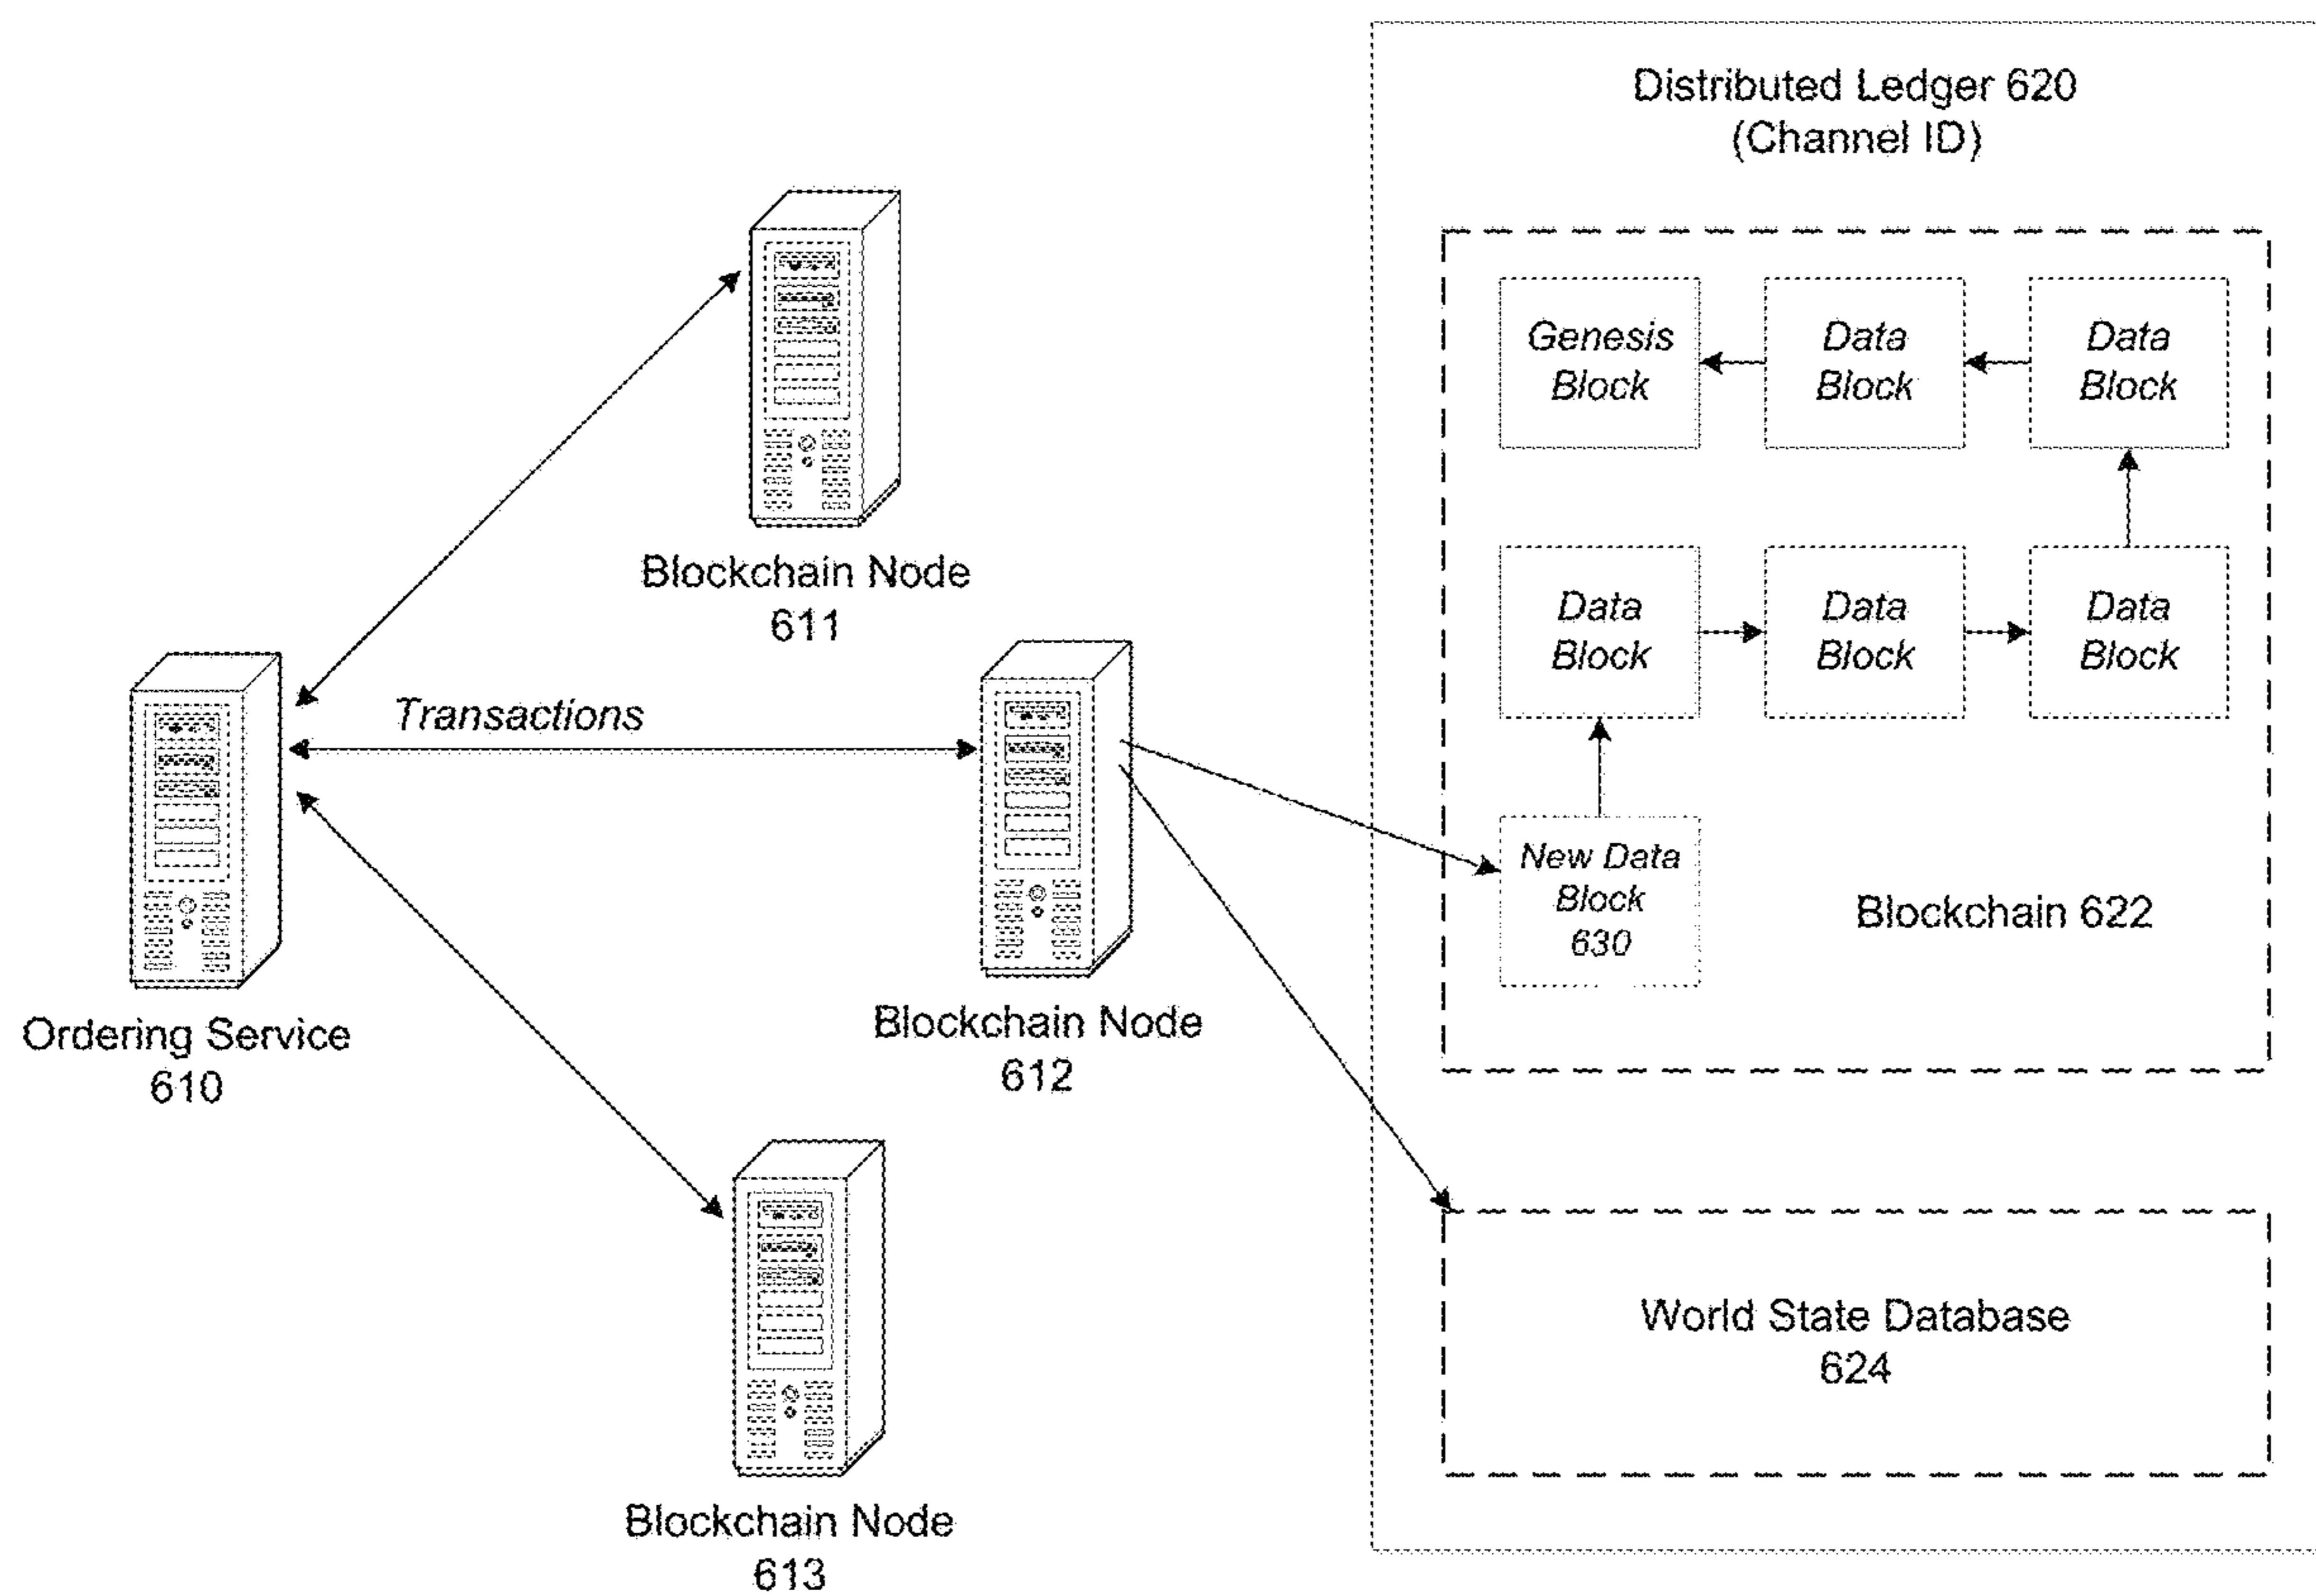 Distributed Ledger 620
(Channel ID)
Genesis
Block
Data
Block
Data
Block
Blockchain Node
611
Data
Block
Data
Block
Data
Block
Transactions
New Data
Block
630
Blockchain 622
Ordering Service
610
Blockchain Node
612
World State Database
624
Blockchain Node
613